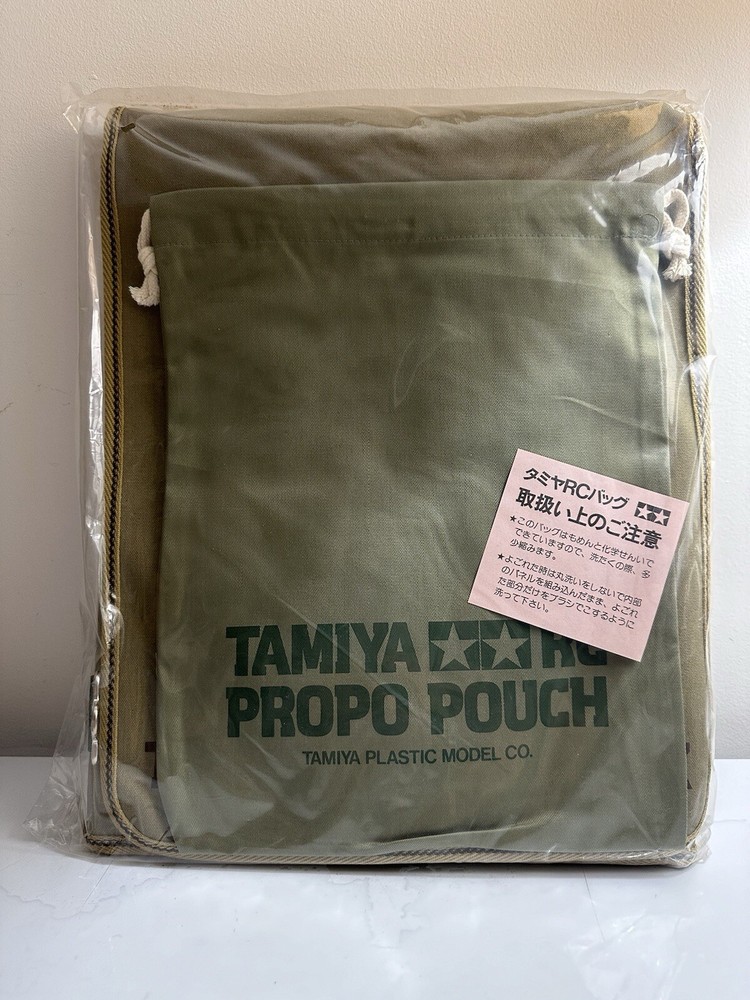 タミヤRCバッグ
取扱い上のご注意
★このバッグはもめんと化学せんいで
できていますので、洗たくの際、多
少縮みます。
★よごれた時は丸洗いをしないで内部
のパネルを組み込んだまま、よごれ
た部分だけをブラシでこするように
洗って下さい。
TAMIYA RC
PROPO POUCH
TAMIYA PLASTIC MODEL CO.